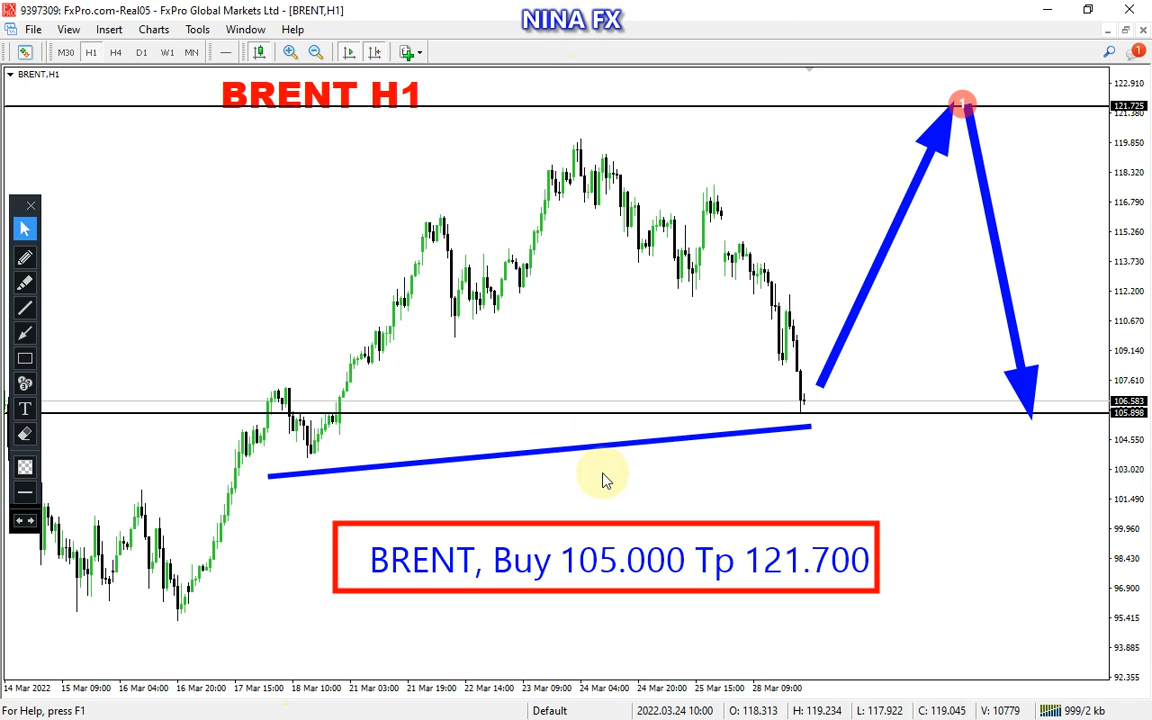 9397309: FxPro.com-Real05 - FxPro Global Markets Ltd - [BRENT,H1]
NINA FX
File View Insert Charts Tools Window Help
M30 H1 H4 D1 W1 MN
1
BRENT,H1
BRENT H1
1
122.910
121.725
121.380
119.850
118.320
116.790
115.260
113.730
112.200
110.670
109.140
107.610
106.583
105.898
104.550
103.020
101.490
99.960
98.430
96.900
95.415
93.885
92.355
T
BRENT, Buy 105.000 Tp 121.700
14 Mar 2022 15 Mar 09:00 16 Mar 04:00 16 Mar 20:00 17 Mar 15:00 18 Mar 10:00 21 Mar 03:00 21 Mar 19:00 22 Mar 14:00 23 Mar 09:00 24 Mar 04:00 24 Mar 20:00 25 Mar 15:00 28 Mar 09:00
For Help, press F1 Default 2022.03.24 10:00 O: 118.313 H: 119.234 L: 117.922 C: 119.045 V: 10779 999/2 kb